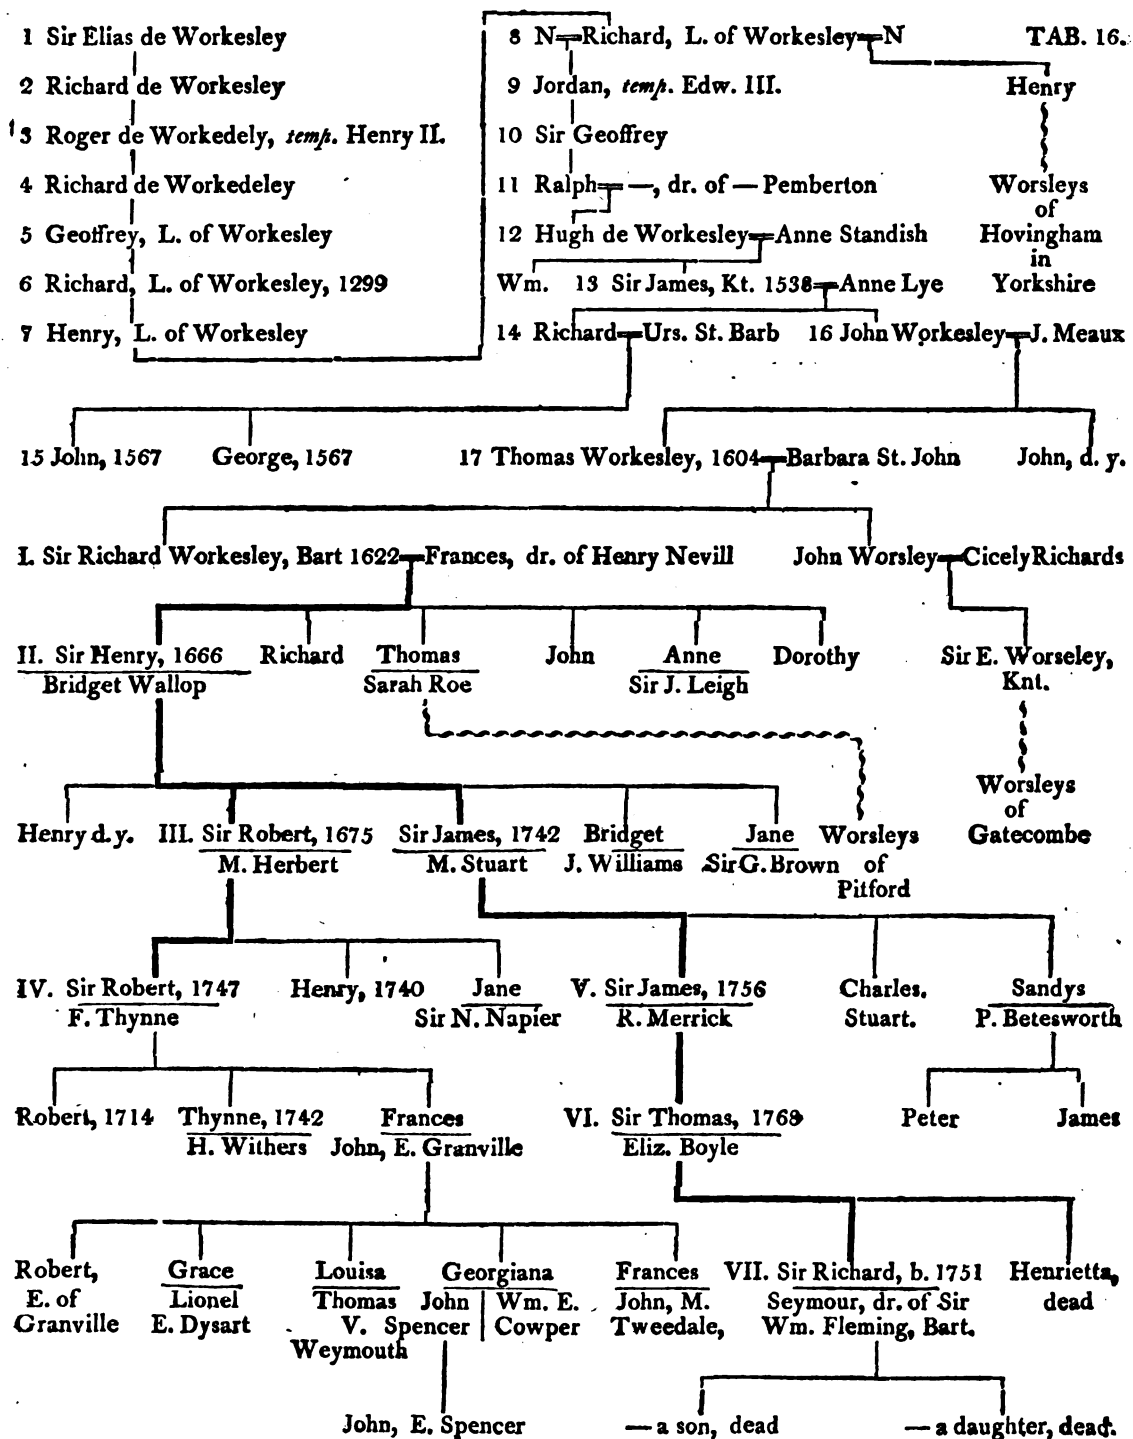 TAB. 16.
1 Sir Elias de Workesley
2 Richard de Workesley
3 Roger de Workedely, temp. Henry II.
4 Richard de Workedeley
5 Geoffrey, L. of Workesley
6 Richard, L. of Workesley, 1299
7 Henry, L. of Workesley
8 N=Richard, L. of Workesley=N
9 Jordan, temp. Edw. III.
Henry
10 Sir Geoffrey
11 Ralph=—, dr. of — Pemberton
12 Hugh de Workesley=Anne Standish
Worsleys
of
Hovingham
in
Yorkshire
Wm. 13 Sir James, Kt. 1538=Anne Lye
14 Richard=Urs. St. Barb 16 John Workesley=J. Meaux
15 John, 1567 George, 1567 17 Thomas Workesley, 1604=Barbara St. John John, d. y.
I. Sir Richard Workesley, Bart 1622=Frances, dr. of Henry Nevill John Worsley=Cicely Richards
II. Sir Henry, 1666
Bridget Wallop
Richard
Thomas
Sarah Roe
John
Anne
Sir J. Leigh
Dorothy
Sir E. Worseley,
Knt.
Worsleys
of
Gatecombe
Henry d.y.
III. Sir Robert, 1675
M. Herbert
Sir James, 1742
M. Stuart
Bridget
J. Williams
Jane
Sir G. Brown
Worsleys
of
Pitford
IV. Sir Robert, 1747
F. Thynne
Henry, 1740
Jane
Sir N. Napier
V. Sir James, 1756
R. Merrick
Charles.
Stuart.
Sandys
P. Betesworth
Robert, 1714
Thynne, 1742
H. Withers
Frances
John, E. Granville
VI. Sir Thomas, 1768
Eliz. Boyle
Peter
James
Robert,
E. of
Granville
Grace
Lionel
E. Dysart
Louisa
Thomas
V.
Weymouth
Georgiana
John
Spencer
Wm. E.
Cowper
Frances
John, M.
Tweedale,
VII. Sir Richard, b. 1751
Seymour, dr. of Sir
Wm. Fleming, Bart.
Henrietta,
dead
John, E. Spencer
— a son, dead
— a daughter, dead.